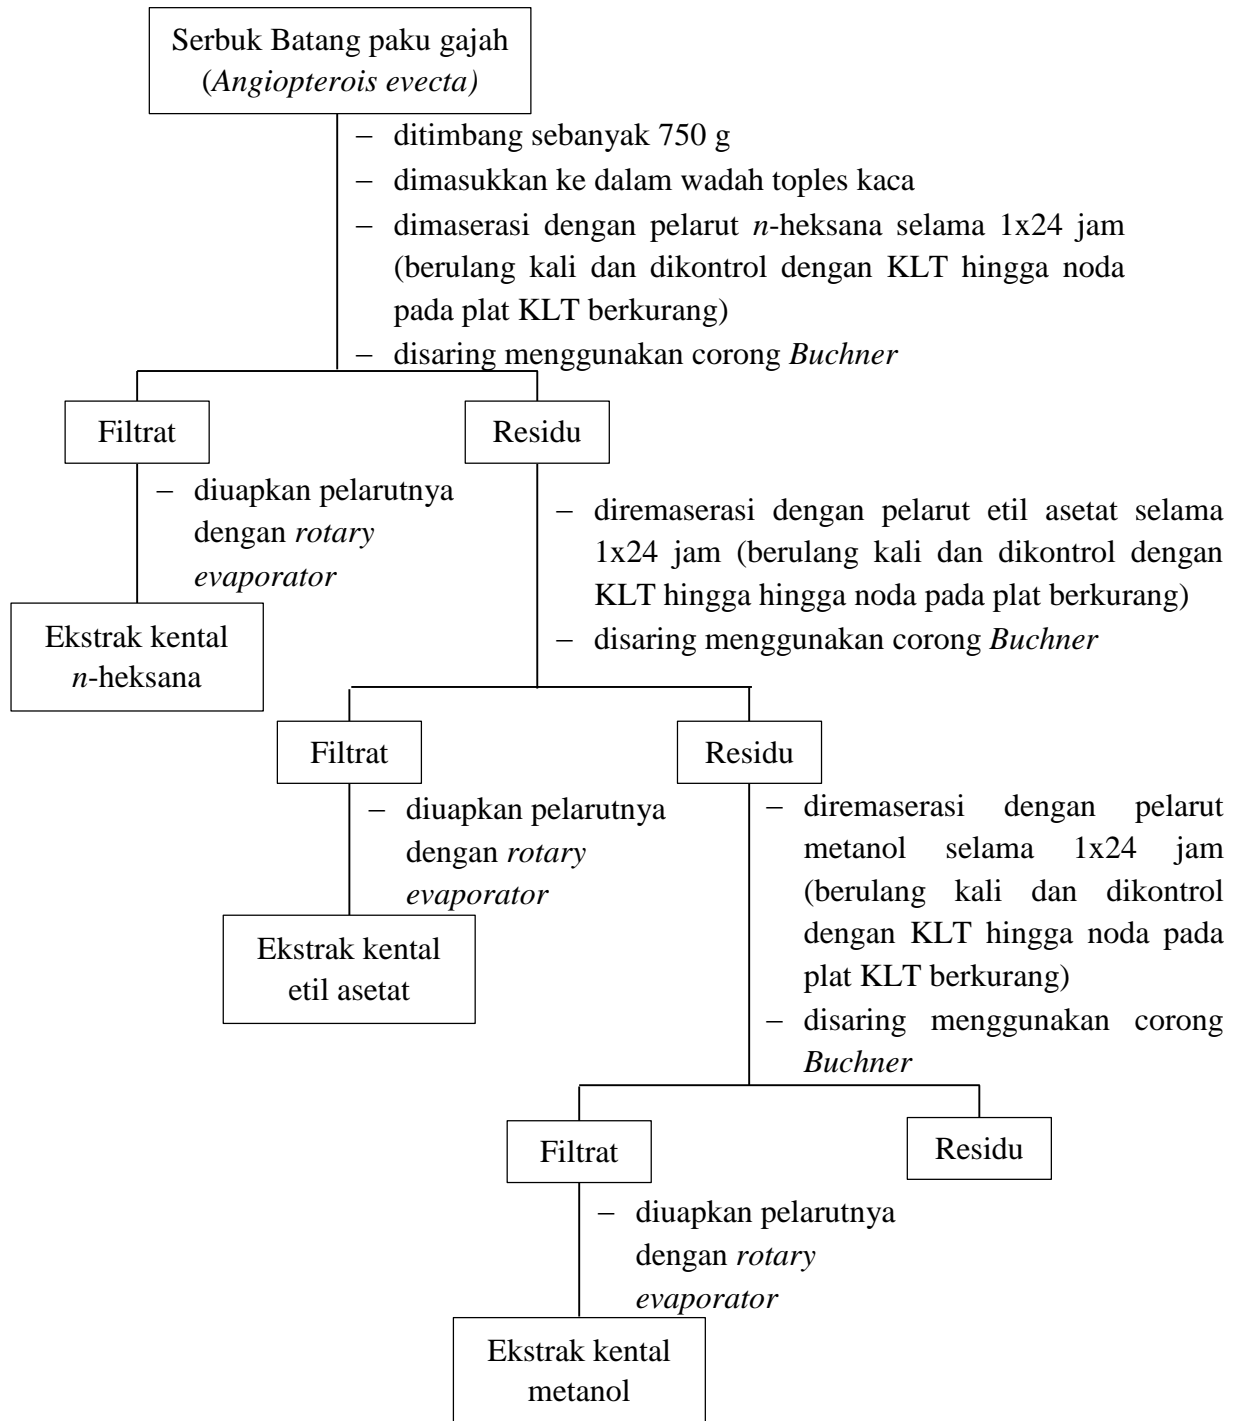 Serbuk Batang paku gajah
(Angiopterois evecta)
– ditimbang sebanyak 750 g
– dimasukkan ke dalam wadah toples kaca
– dimaserasi dengan pelarut n-heksana selama 1x24 jam
(berulang kali dan dikontrol dengan KLT hingga noda
pada plat KLT berkurang)
– disaring menggunakan corong Buchner
Filtrat
Residu
– diuapkan pelarutnya
dengan rotary
evaporator
– diremaserasi dengan pelarut etil asetat selama
1x24 jam (berulang kali dan dikontrol dengan
KLT hingga hingga noda pada plat berkurang)
– disaring menggunakan corong Buchner
Ekstrak kental
n-heksana
Filtrat
Residu
– diuapkan pelarutnya
dengan rotary
evaporator
– diremaserasi dengan pelarut
metanol selama 1x24 jam
(berulang kali dan dikontrol
dengan KLT hingga noda pada
plat KLT berkurang)
– disaring menggunakan corong
Buchner
Ekstrak kental
etil asetat
Filtrat
Residu
– diuapkan pelarutnya
dengan rotary
evaporator
Ekstrak kental
metanol